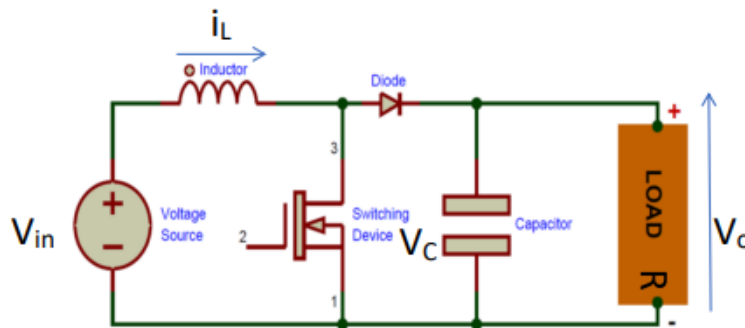 iL
Inductor
Diode
+
3
Vin
+
−
Voltage
Source
2
Switching
Device
VC
Capacitor
LOAD
R
Vo
1
-